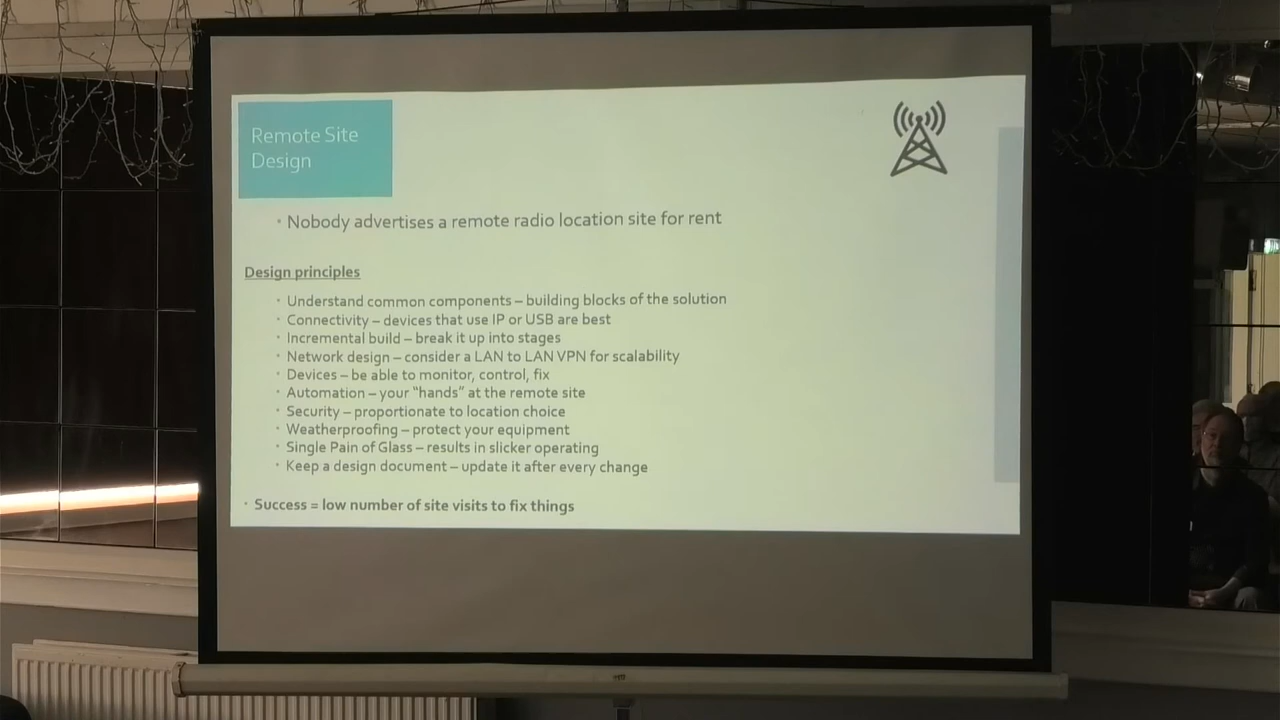 Remote Site
Design
• Nobody advertises a remote radio location site for rent
Design principles
• Understand common components – building blocks of the solution
• Connectivity – devices that use IP or USB are best
• Incremental build – break it up into stages
• Network design – consider a LAN to LAN VPN for scalability
• Devices – be able to monitor, control, fix
• Automation – your “hands” at the remote site
• Security – proportionate to location choice
• Weatherproofing – protect your equipment
• Single Pain of Glass – results in slicker operating
• Keep a design document – update it after every change
• Success = low number of site visits to fix things